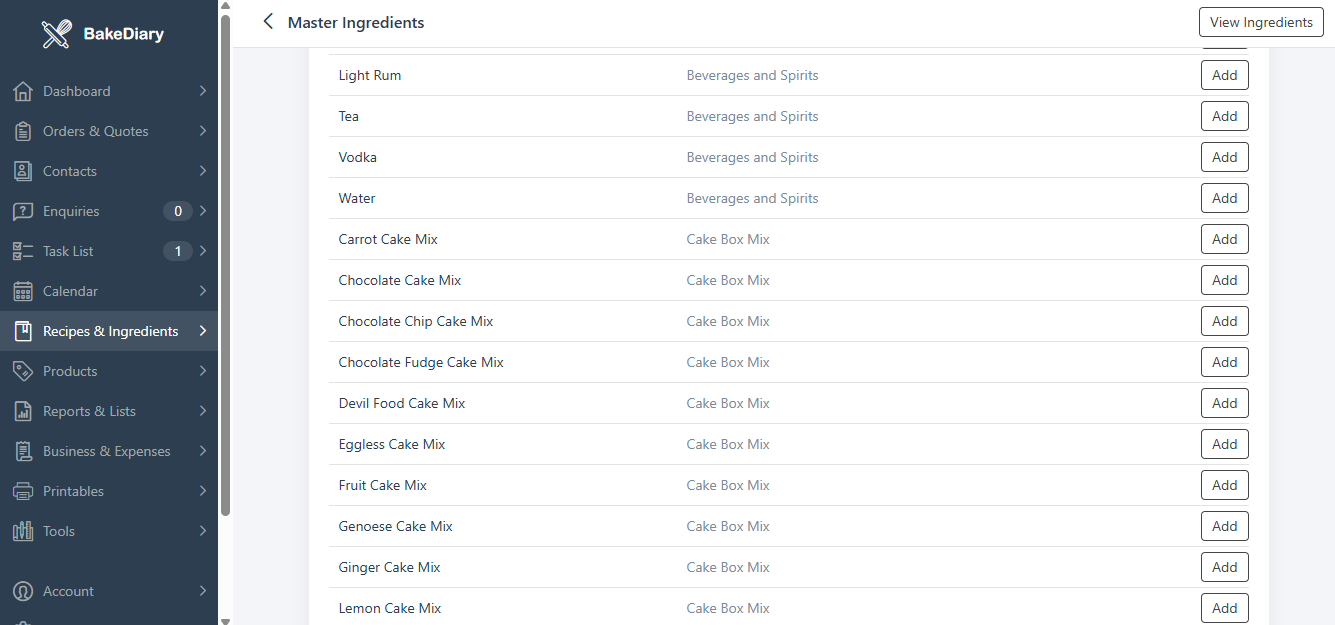 BakeDiary
Dashboard
Orders & Quotes
Contacts
Enquiries 0
Task List 1
Calendar
Recipes & Ingredients
Products
Reports & Lists
Business & Expenses
Printables
Tools
Account
Master Ingredients
View Ingredients
Light Rum Beverages and Spirits Add
Tea Beverages and Spirits Add
Vodka Beverages and Spirits Add
Water Beverages and Spirits Add
Carrot Cake Mix Cake Box Mix Add
Chocolate Cake Mix Cake Box Mix Add
Chocolate Chip Cake Mix Cake Box Mix Add
Chocolate Fudge Cake Mix Cake Box Mix Add
Devil Food Cake Mix Cake Box Mix Add
Eggless Cake Mix Cake Box Mix Add
Fruit Cake Mix Cake Box Mix Add
Genoese Cake Mix Cake Box Mix Add
Ginger Cake Mix Cake Box Mix Add
Lemon Cake Mix Cake Box Mix Add